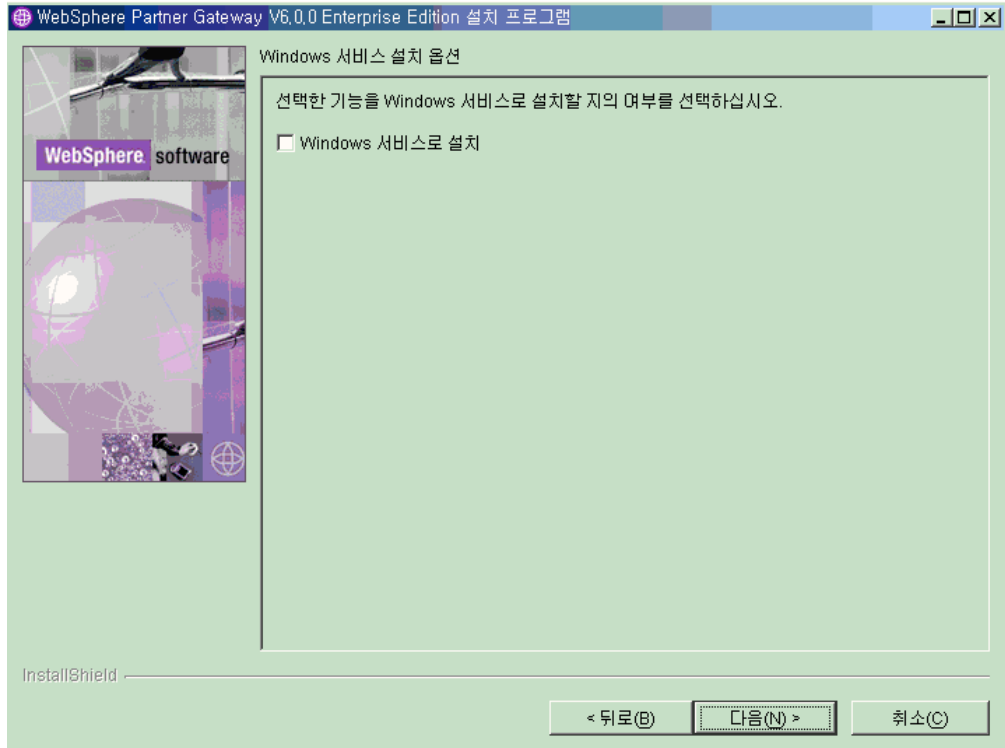 WebSphere Partner Gateway V6.0.0 Enterprise Edition 설치 프로그램
Windows 서비스 설치 옵션
선택한 기능을 Windows 서비스로 설치할 지의 여부를 선택하십시오.
Windows 서비스로 설치
WebSphere. software
InstallShield
< 뒤로(B)
다음(N) >
취소(C)